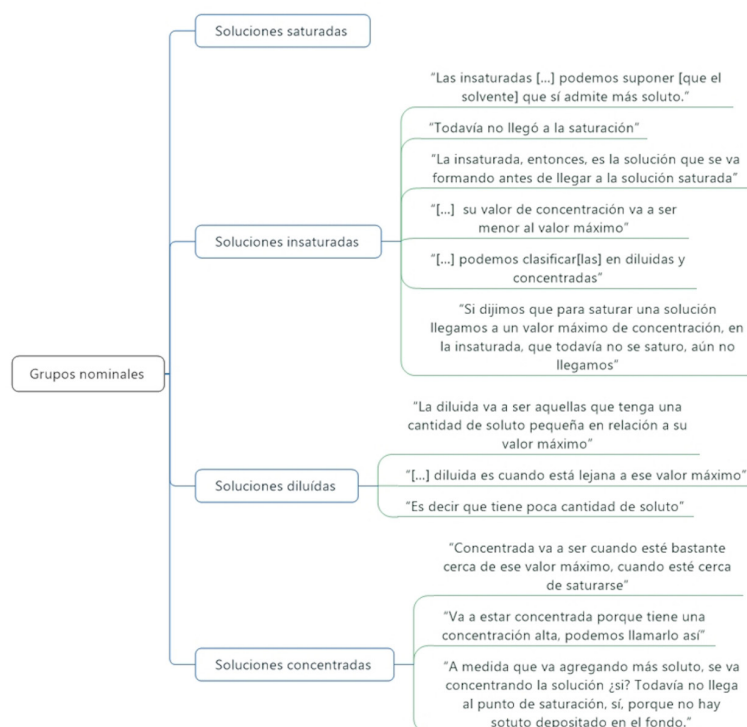 Soluciones saturadas
“Las insaturadas [...] podemos suponer [que el
solvente] que sí admite más soluto.”
“Todavía no llegó a la saturación”
“La insaturada, entonces, es la solución que se va
formando antes de llegar a la solución saturada”
Soluciones insaturadas
“[...] su valor de concentración va a ser
menor al valor máximo”
“[...] podemos clasificar[las] en diluidas y
concentradas”
“Si dijimos que para saturar una solución
llegamos a un valor máximo de concentración, en
la insaturada, que todavía no se saturo, aún no
llegamos”
Grupos nominales
“La diluida va a ser aquellas que tenga una
cantidad de soluto pequeña en relación a su
valor máximo”
Soluciones diluídas
“[...] diluida es cuando está lejana a ese valor máximo”
“Es decir que tiene poca cantidad de soluto”
“Concentrada va a ser cuando esté bastante
cerca de ese valor máximo, cuando esté cerca
de saturarse”
“Va a estar concentrada porque tiene una
concentración alta, podemos llamarlo así”
Soluciones concentradas
“A medida que va agregando más soluto, se va
concentrando la solución ¿si? Todavía no llega
al punto de saturación, sí, porque no hay
sotuto depositado en el fondo.”